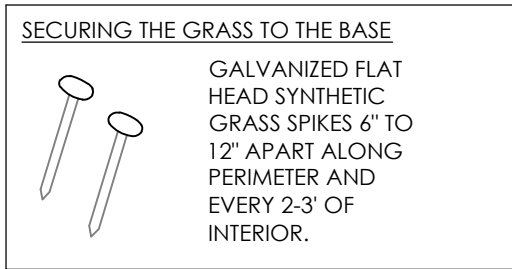 SECURING THE GRASS TO THE BASE
GALVANIZED FLAT
HEAD SYNTHETIC
GRASS SPIKES 6" TO
12" APART ALONG
PERIMETER AND
EVERY 2-3' OF
INTERIOR.